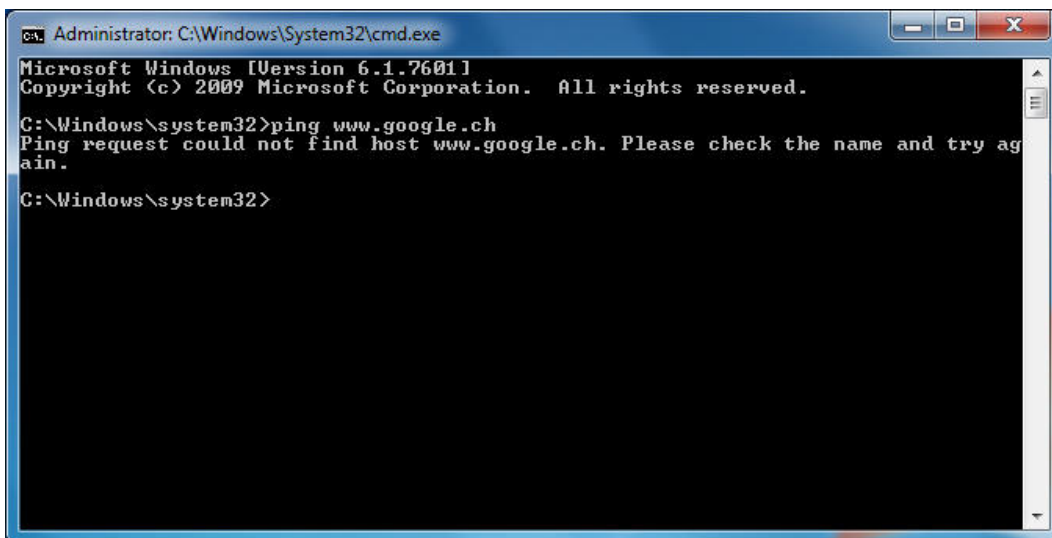 Administrator: C:\Windows\System32\cmd.exe
Microsoft Windows [Version 6.1.7601]
Copyright (c) 2009 Microsoft Corporation.  All rights reserved.
C:\Windows\system32>ping www.google.ch
Ping request could not find host www.google.ch. Please check the name and try ag
ain.
C:\Windows\system32>